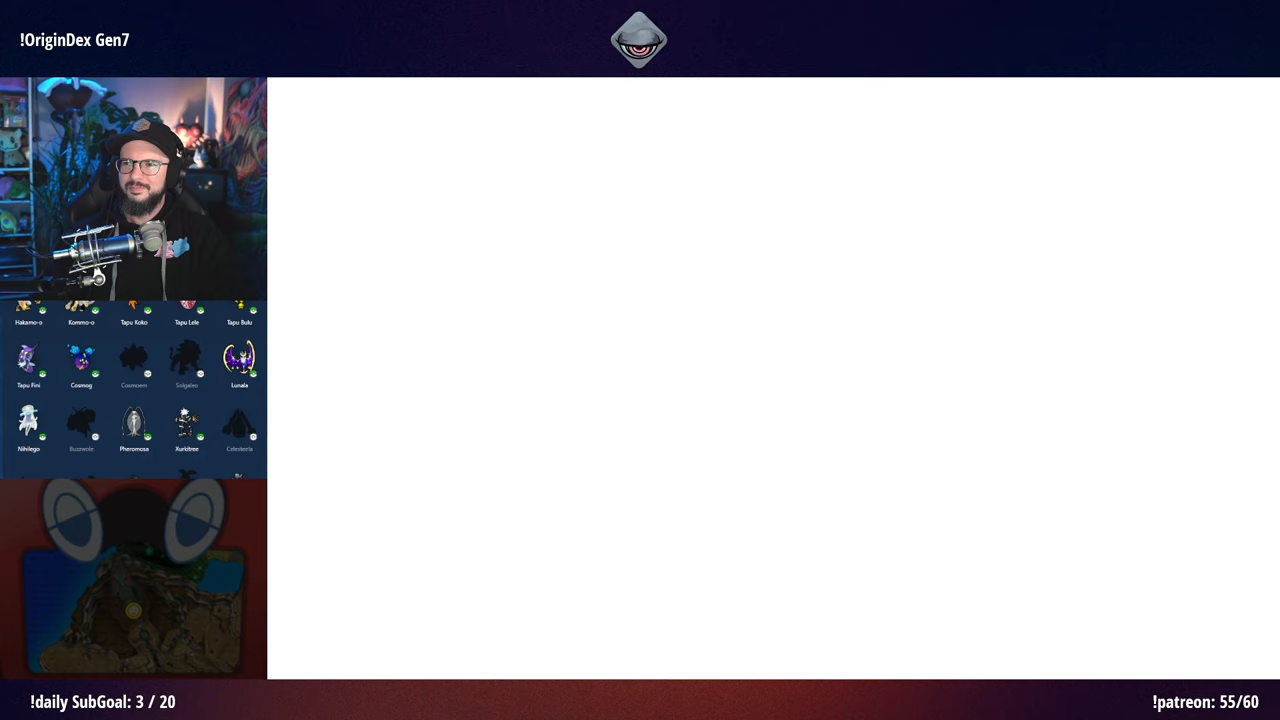 !OriginDex Gen7
Hakamo-o Kommo-o Tapu Koko Tapu Lele Tapu Bulu
Tapu Fini Cosmog Cosmoem Solgaleo Lunala
Nihilego Buzzwole Pheromosa Xurkitree Celesteela
!daily SubGoal: 3 / 20
!patreon: 55/60